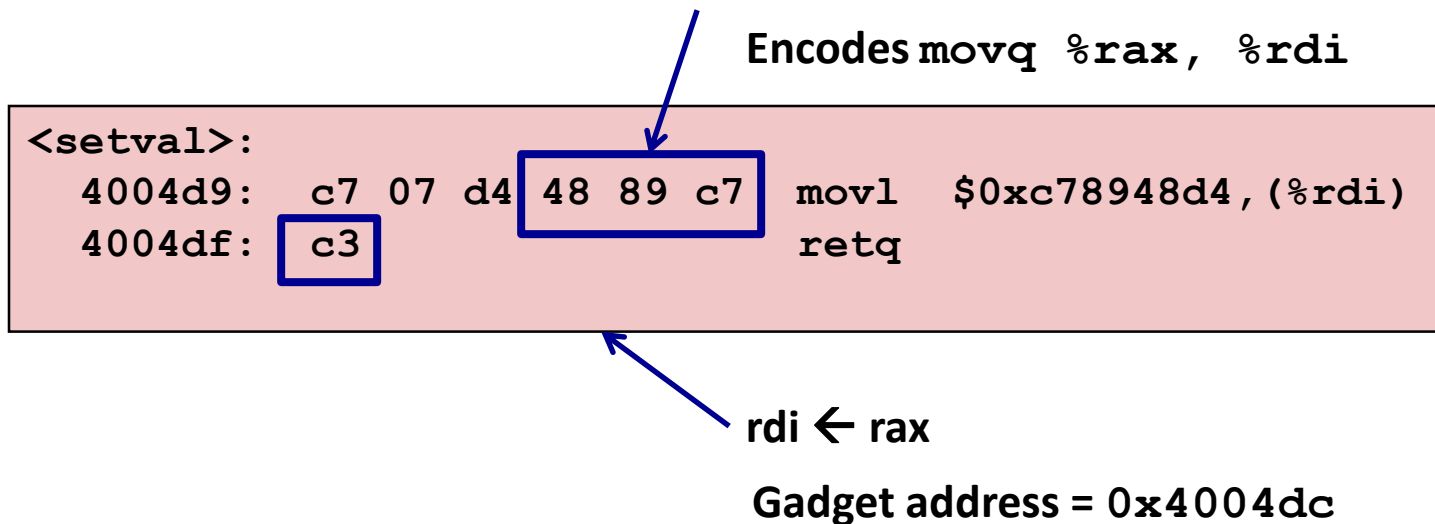 Encodes movq %rax, %rdi
<setval>:
4004d9: c7 07 d4 48 89 c7 movl $0xc78948d4,(%rdi)
4004df: c3 retq
rdi ← rax
Gadget address = 0x4004dc